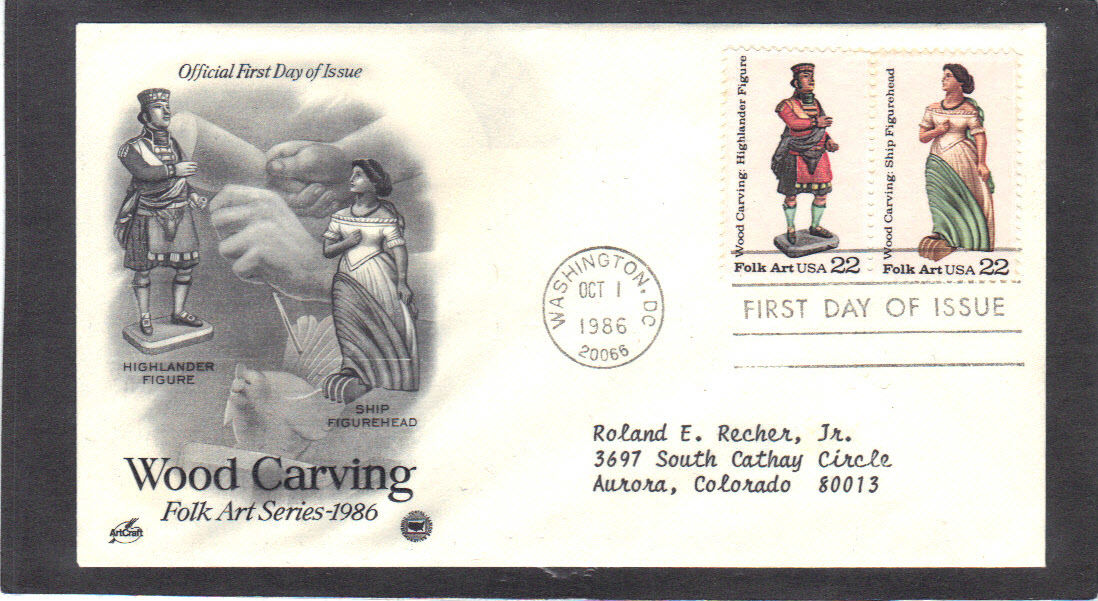 Official First Day of Issue
HIGHLANDER
FIGURE
SHIP
FIGUREHEAD
Wood Carving
Folk Art Series-1986
ArtCraft
Wood Carving: Highlander Figure
Folk Art USA 22
Wood Carving: Ship Figurehead
Folk Art USA 22
WASHINGTON, DC
OCT 1
1986
20066
FIRST DAY OF ISSUE
Roland E. Recher, Jr.
3697 South Cathay Circle
Aurora, Colorado 80013